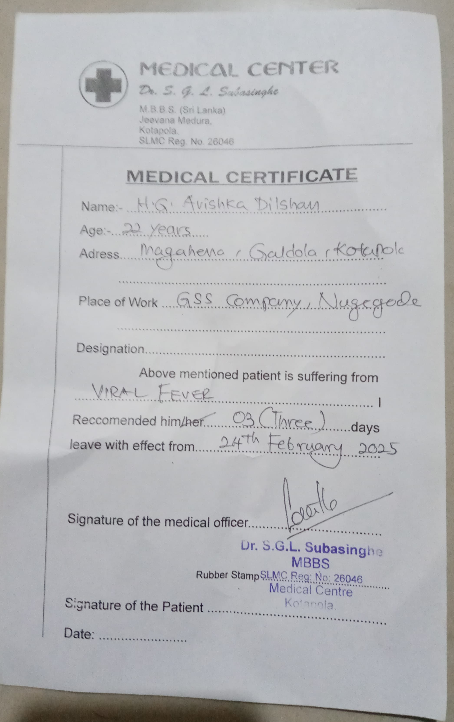 MEDICAL CENTER
Dr. S. G. L. Subasinghe
M.B.B.S. (Sri Lanka)
Jeevana Medura,
Kotapola.
SLMC Reg. No. 26046
MEDICAL CERTIFICATE
Name:- H.G. Avishka Dilshan
Age:- 22 years
Adress Magahena, Galdola, Kotapola
Place of Work GSS Company, Nugegoda
Designation
Above mentioned patient is suffering from
VIRAL FEVER I
Reccomended him/her 03 (Three) days
leave with effect from 24th February 2025
Signature of the medical officer
Dr. S.G.L. Subasinghe
MBBS
Rubber Stamp SLMC Reg: No: 26046
Medical Centre
Kotapola
Signature of the Patient
Date: